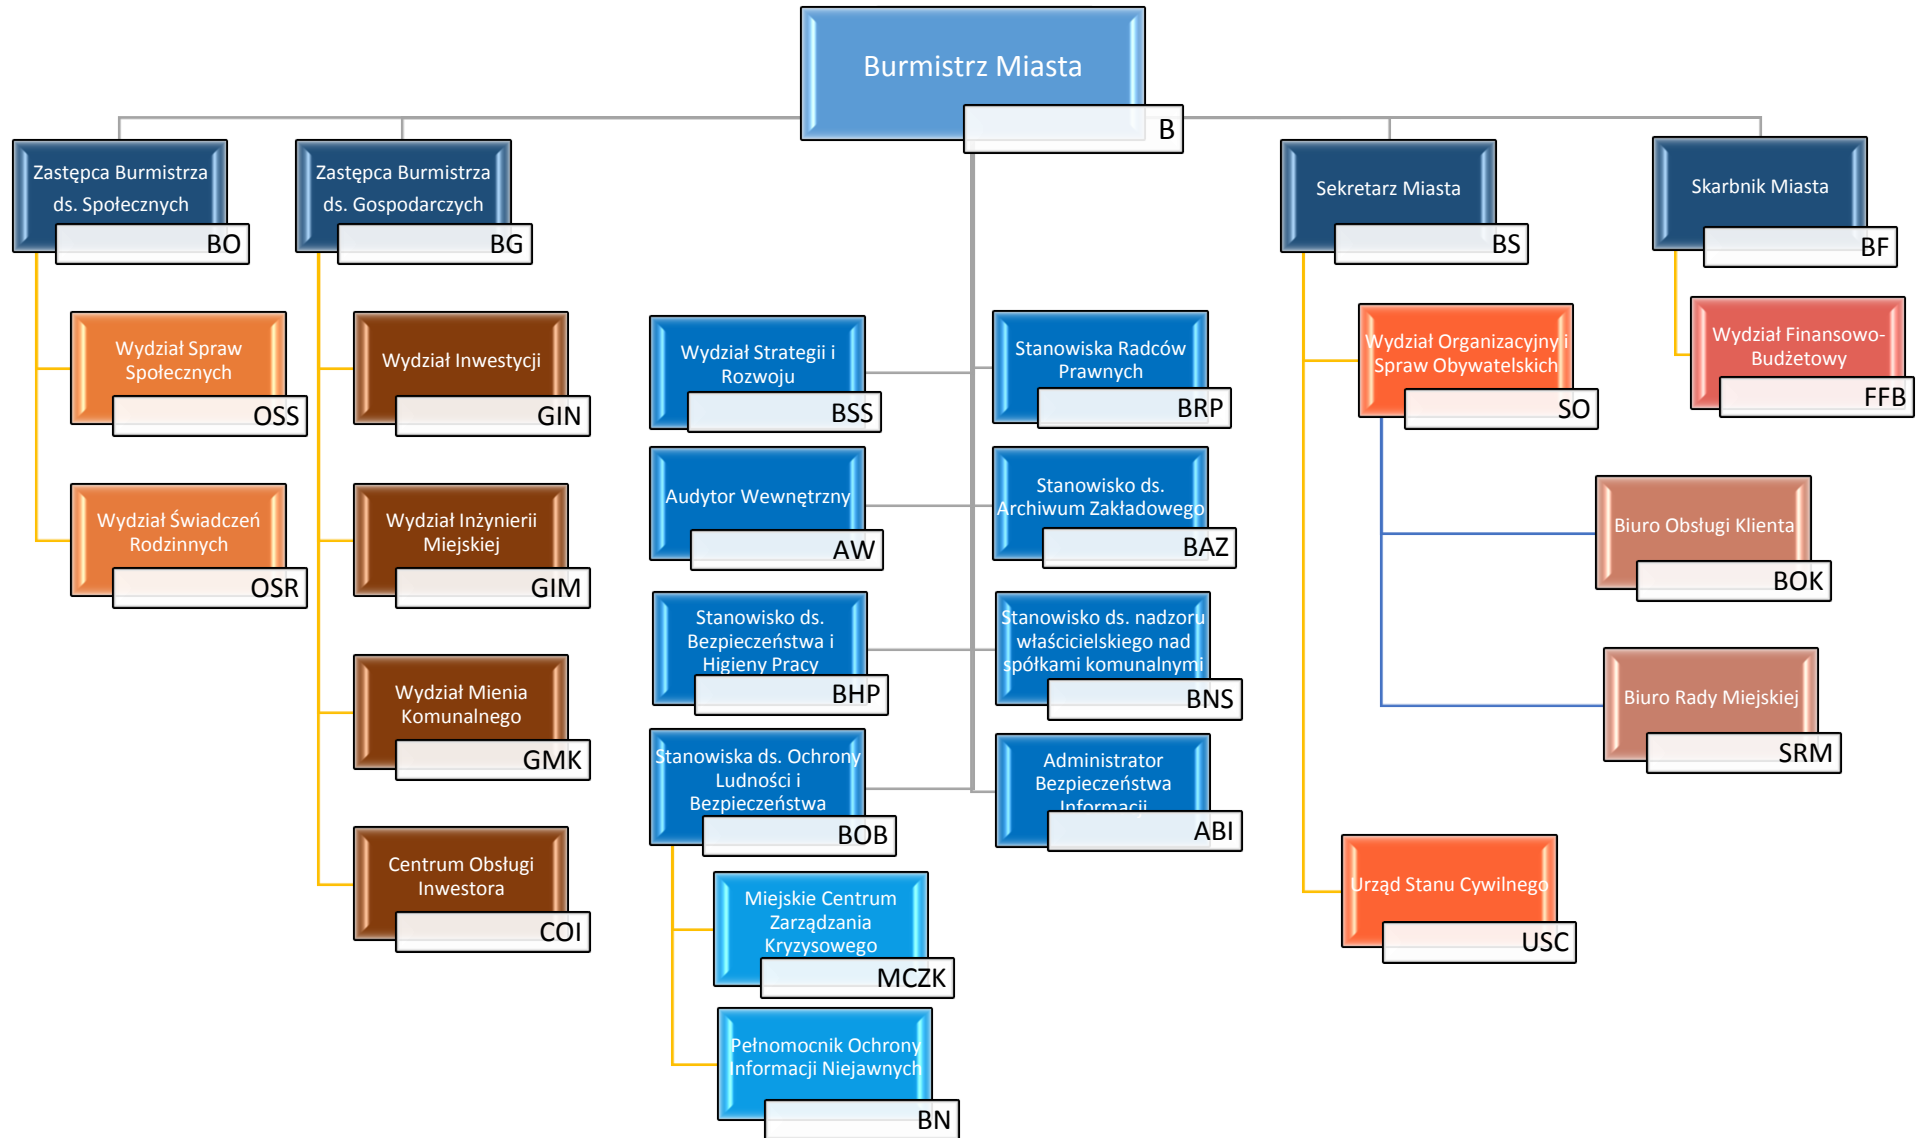 Burmistrz Miasta
B
Zastępca Burmistrza
ds. Społecznych
BO
Zastępca Burmistrza
ds. Gospodarczych
BG
Sekretarz Miasta
BS
Skarbnik Miasta
BF
Wydział Spraw
Społecznych
OSS
Wydział Świadczeń
Rodzinnych
OSR
Wydział Inwestycji
GIN
Wydział Inżynierii
Miejskiej
GIM
Wydział Mienia
Komunalnego
GMK
Centrum Obsługi
Inwestora
COI
Wydział Strategii i
Rozwoju
BSS
Stanowiska Radców
Prawnych
BRP
Audytor Wewnętrzny
AW
Stanowisko ds.
Archiwum Zakładowego
BAZ
Stanowisko ds.
Bezpieczeństwa i
Higieny Pracy
BHP
Stanowisko ds. nadzoru
właścicielskiego nad
spółkami komunalnymi
BNS
Stanowiska ds. Ochrony
Ludności i
Bezpieczeństwa
BOB
Administrator
Bezpieczeństwa
Informacji
ABI
Miejskie Centrum
Zarządzania
Kryzysowego
MCZK
Pełnomocnik Ochrony
Informacji Niejawnych
BN
Wydział Organizacyjny i
Spraw Obywatelskich
SO
Biuro Obsługi Klienta
BOK
Biuro Rady Miejskiej
SRM
Urząd Stanu Cywilnego
USC
Wydział Finansowo-
Budżetowy
FFB